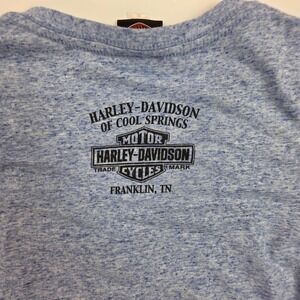 HARLEY-DAVIDSON
OF COOL SPRINGS
MOTOR
HARLEY-DAVIDSON
TRADE MARK
CYCLES
FRANKLIN, TN